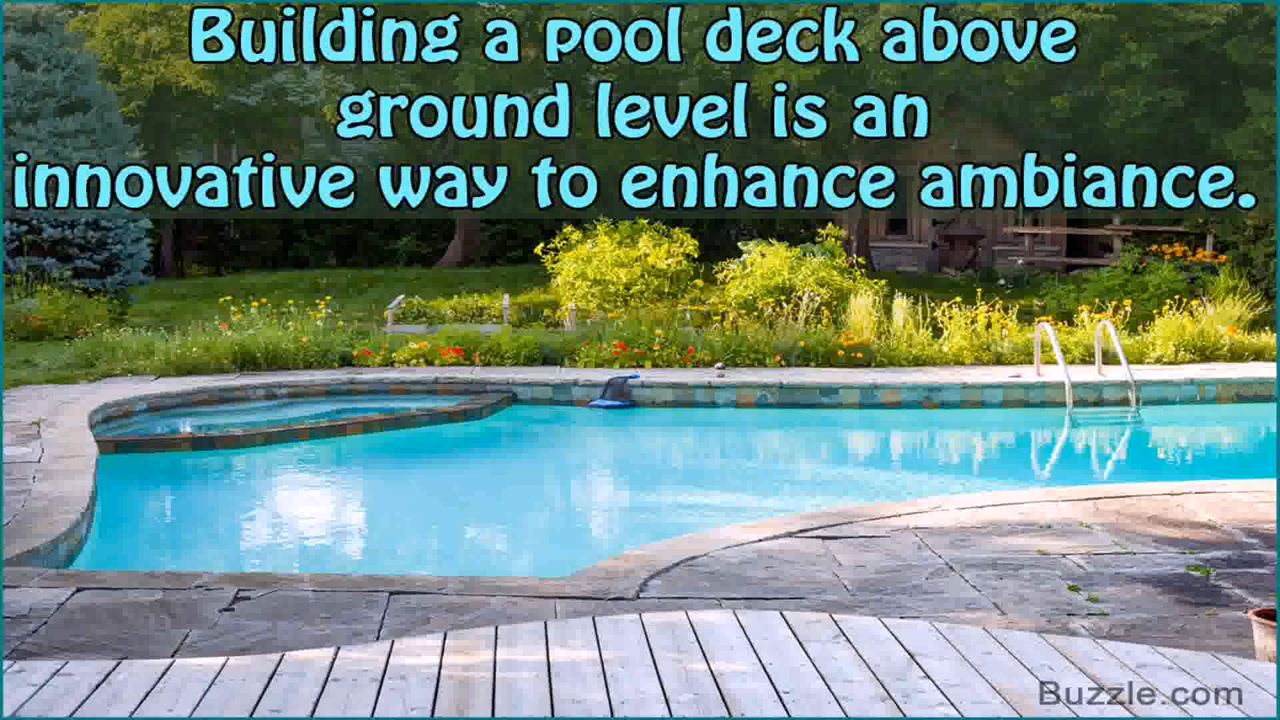 Building a pool deck above
ground level is an
innovative way to enhance ambiance.
Buzzle.com